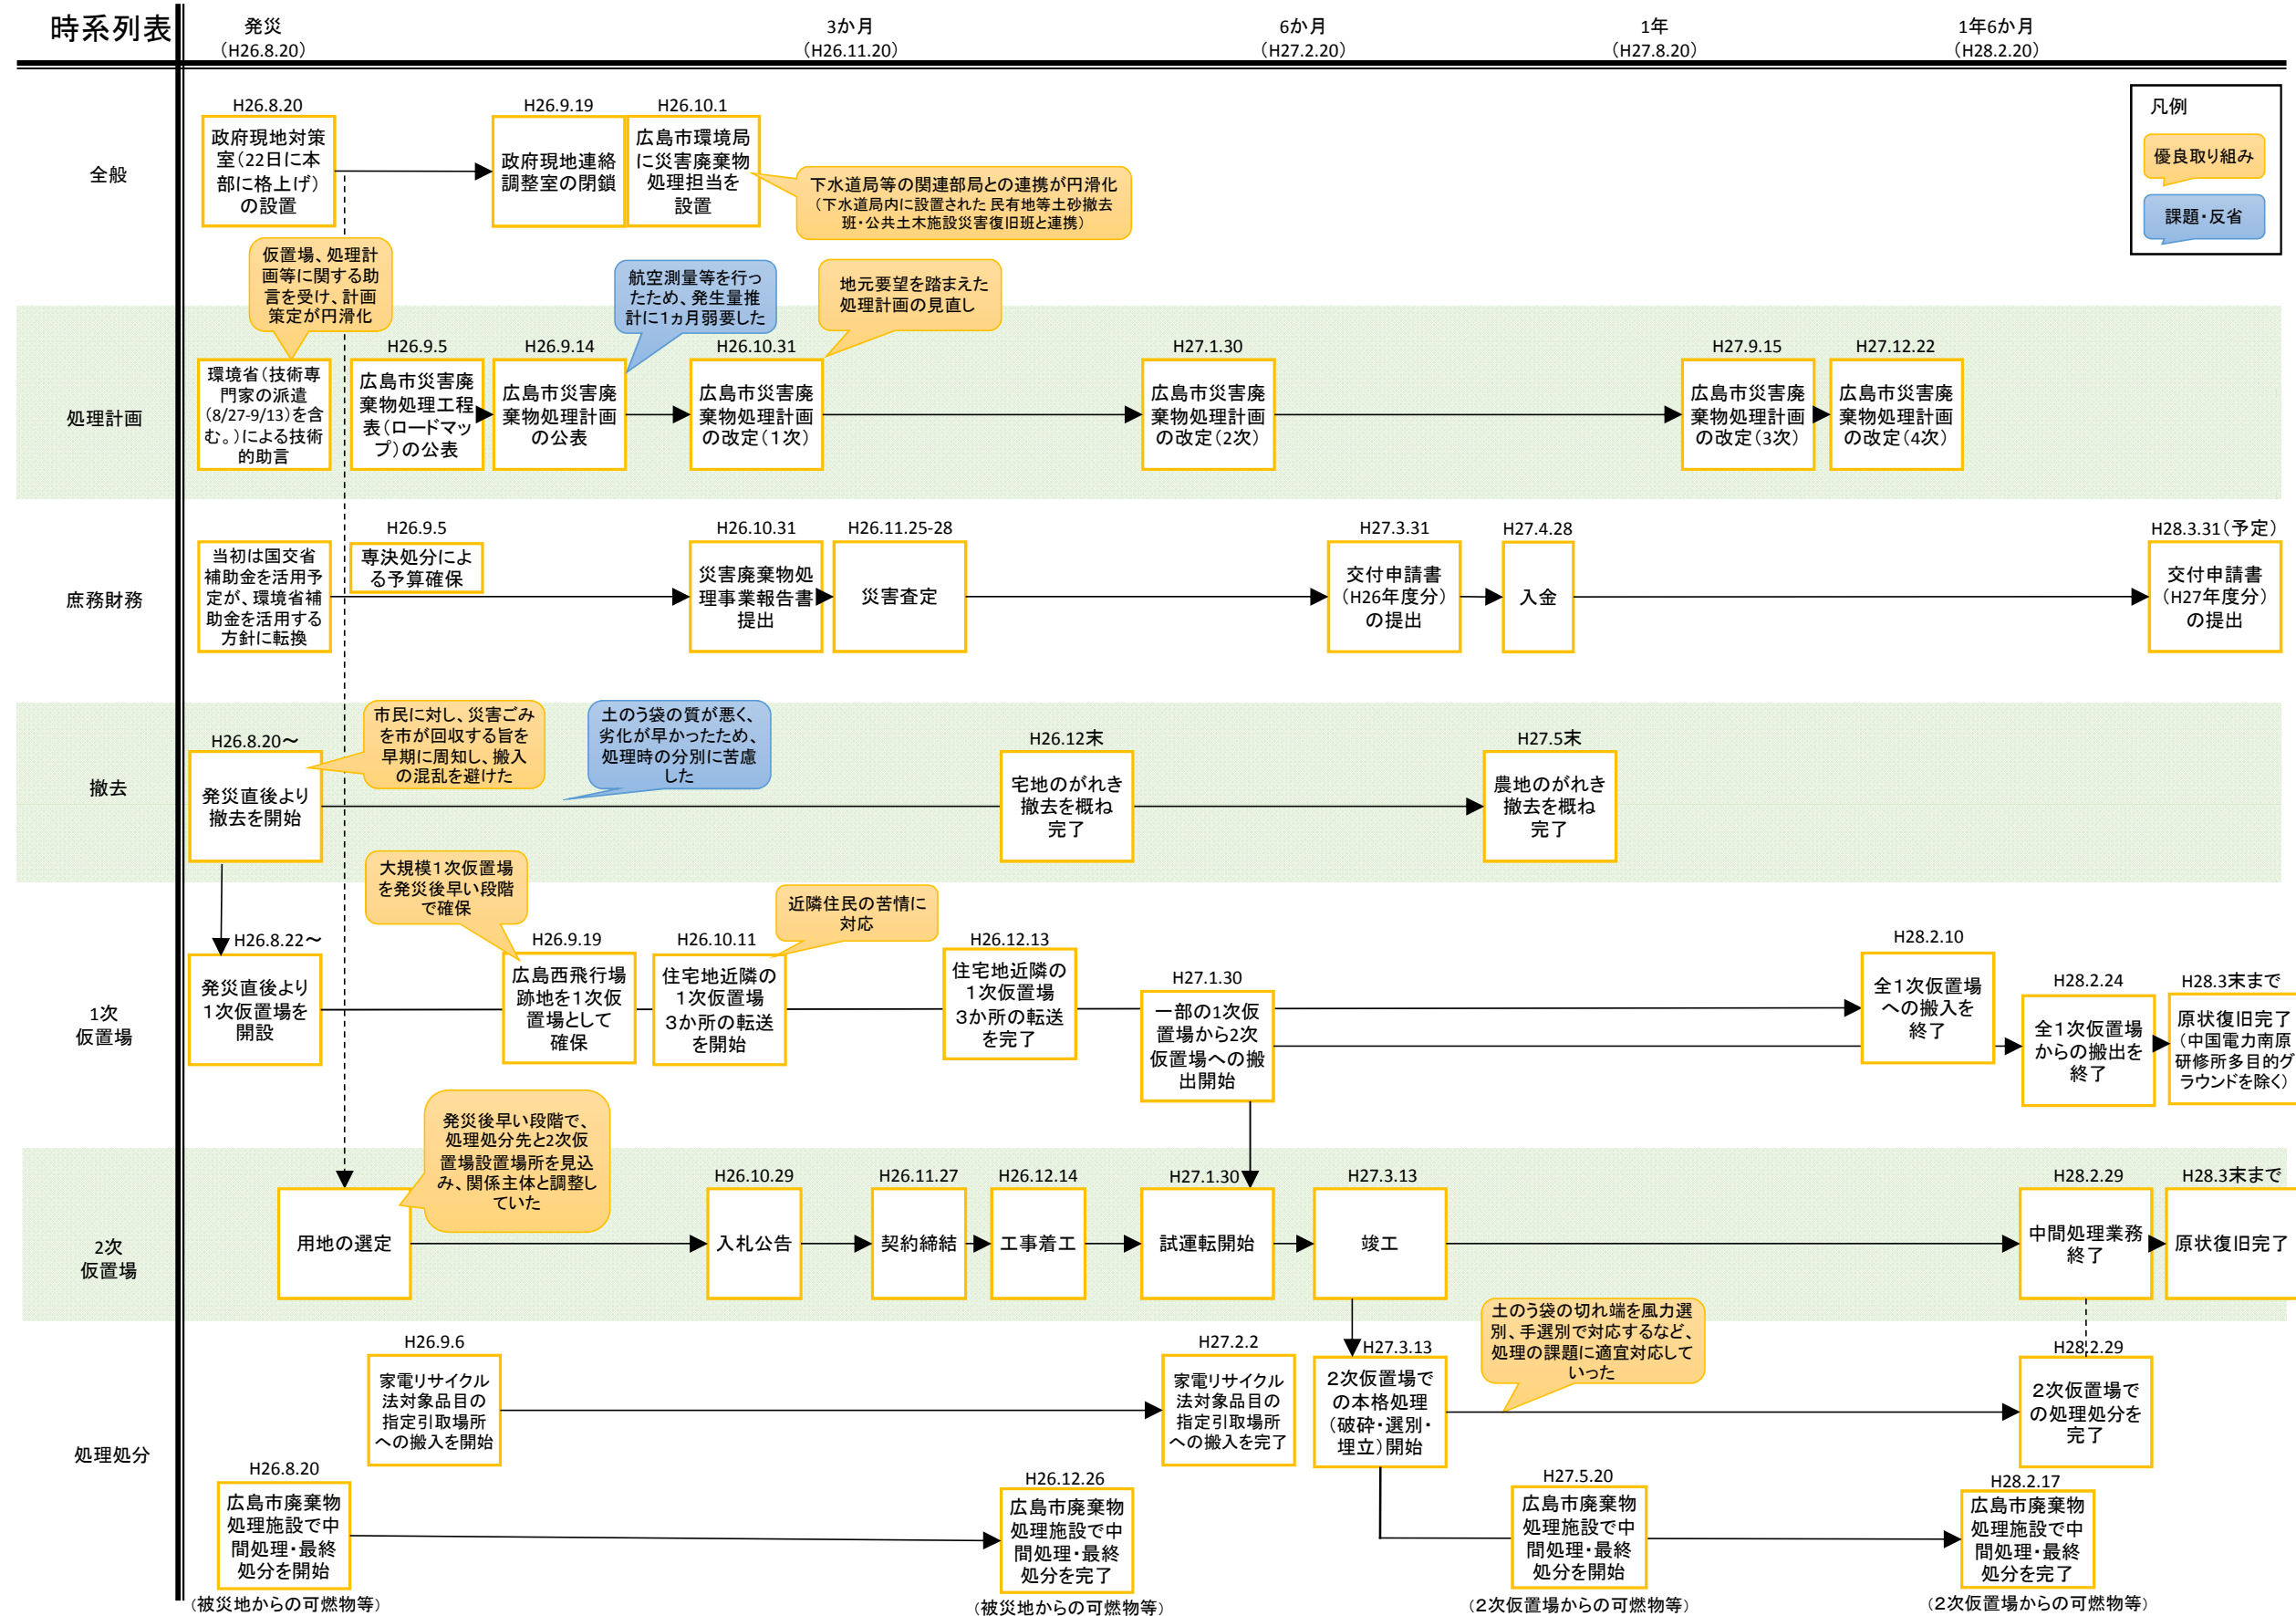 時系列表
発災
（H26.8.20）
3か月
（H26.11.20）
6か月
（H27.2.20）
1年
（H27.8.20）
1年6か月
（H28.2.20）
凡例
優良取り組み
課題・反省
全般
H26.8.20
政府現地対策
室（22日に本
部に格上げ）
の設置
H26.9.19
政府現地連絡
調整室の閉鎖
H26.10.1
広島市環境局
に災害廃棄物
処理担当を
設置
下水道局等の関連部局との連携が円滑化
（下水道局内に設置された 民有地等土砂撤去
班・公共土木施設災害復旧班と連携）
処理計画
仮置場、処理計
画等に関する助
言を受け、計画
策定が円滑化
環境省（技術専
門家の派遣
（8/27-9/13）を含
む。）による技術
的助言
H26.9.5
広島市災害廃
棄物処理工程
表（ロードマッ
プ）の公表
H26.9.14
広島市災害廃
棄物処理計画
の公表
航空測量等を行っ
たため、発生量推
計に1ヵ月弱要した
H26.10.31
広島市災害廃
棄物処理計画
の改定（1次）
地元要望を踏まえた
処理計画の見直し
H27.1.30
広島市災害廃
棄物処理計画
の改定（2次）
H27.9.15
広島市災害廃
棄物処理計画
の改定（3次）
H27.12.22
広島市災害廃
棄物処理計画
の改定（4次）
庶務財務
当初は国交省
補助金を活用予
定が、環境省補
助金を活用する
方針に転換
H26.9.5
専決処分によ
る予算確保
H26.10.31
災害廃棄物処
理事業報告書
提出
H26.11.25-28
災害査定
H27.3.31
交付申請書
（H26年度分）
の提出
H27.4.28
入金
H28.3.31（予定）
交付申請書
（H27年度分）
の提出
撤去
H26.8.20～
発災直後より
撤去を開始
市民に対し、災害ごみ
を市が回収する旨を
早期に周知し、搬入
の混乱を避けた
土のう袋の質が悪く、
劣化が早かったため、
処理時の分別に苦慮
した
H26.12末
宅地のがれき
撤去を概ね
完了
H27.5末
農地のがれき
撤去を概ね
完了
1次
仮置場
H26.8.22～
発災直後より
1次仮置場を
開設
大規模1次仮置場
を発災後早い段階
で確保
H26.9.19
広島西飛行場
跡地を1次仮
置場として
確保
H26.10.11
住宅地近隣の
1次仮置場
3か所の転送
を開始
近隣住民の苦情に
対応
H26.12.13
住宅地近隣の
1次仮置場
3か所の転送
を完了
H27.1.30
一部の1次仮
置場から2次
仮置場への搬
出開始
H28.2.10
全1次仮置場
への搬入を
終了
H28.2.24
全1次仮置場
からの搬出を
終了
H28.3末まで
原状復旧完了
（中国電力南原
研修所多目的グ
ラウンドを除く）
2次
仮置場
用地の選定
発災後早い段階で、
処理処分先と2次仮
置場設置場所を見込
み、関係主体と調整し
ていた
H26.10.29
入札公告
H26.11.27
契約締結
H26.12.14
工事着工
H27.1.30
試運転開始
H27.3.13
竣工
H28.2.29
中間処理業務
終了
H28.3末まで
原状復旧完了
処理処分
H26.9.6
家電リサイクル
法対象品目の
指定引取場所
への搬入を開始
H27.2.2
家電リサイクル
法対象品目の
指定引取場所
への搬入を完了
H27.3.13
2次仮置場で
の本格処理
（破砕・選別・
埋立）開始
土のう袋の切れ端を風力選
別、手選別で対応するなど、
処理の課題に適宜対応して
いった
H28.2.29
2次仮置場で
の処理処分を
完了
H26.8.20
広島市廃棄物
処理施設で中
間処理・最終
処分を開始
（被災地からの可燃物等）
H26.12.26
広島市廃棄物
処理施設で中
間処理・最終
処分を完了
（被災地からの可燃物等）
H27.5.20
広島市廃棄物
処理施設で中
間処理・最終
処分を開始
（2次仮置場からの可燃物等）
H28.2.17
広島市廃棄物
処理施設で中
間処理・最終
処分を完了
（2次仮置場からの可燃物等）